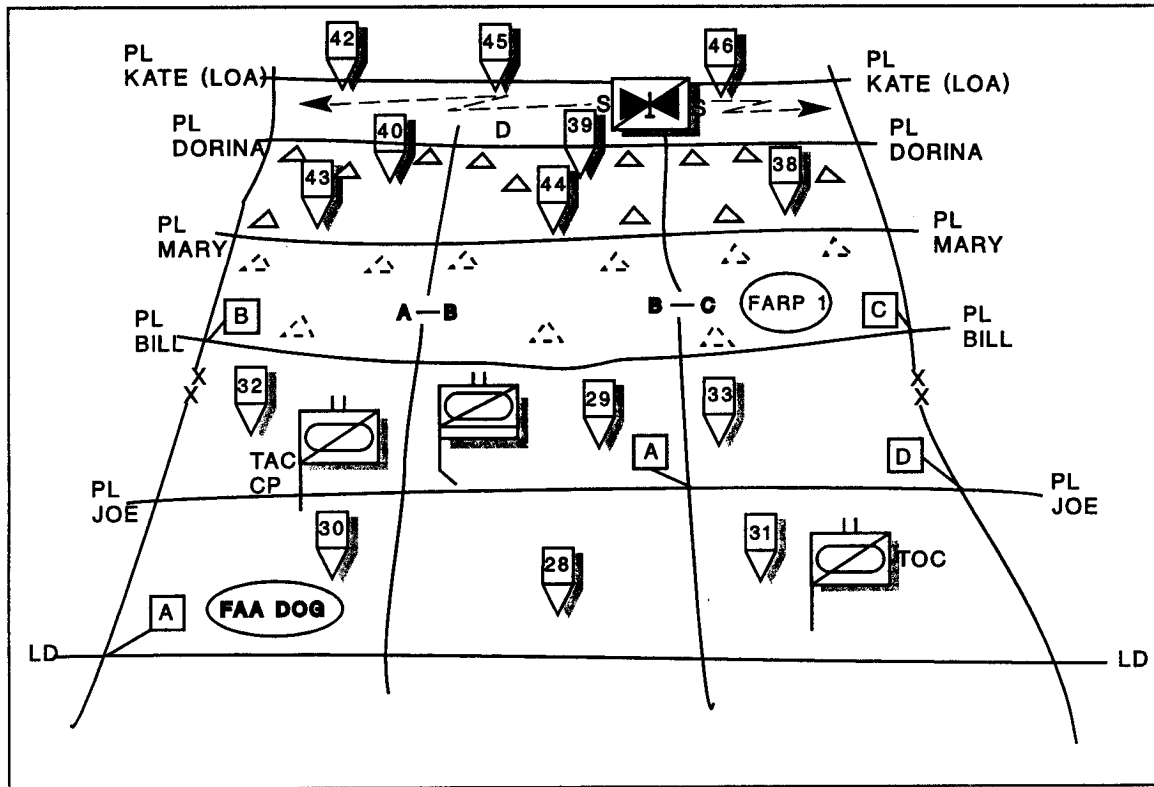 42
45
46
PL
KATE (LOA)
PL
KATE (LOA)
S
S
PL
DORINA
40
D
39
PL
DORINA
43
44
38
PL
MARY
PL
MARY
A — B
B — C
FARP 1
B
C
PL
BILL
PL
BILL
X
X
X
X
32
29
33
TAC
CP
A
D
PL
JOE
PL
JOE
30
28
31
TOC
A
FAA DOG
LD
LD